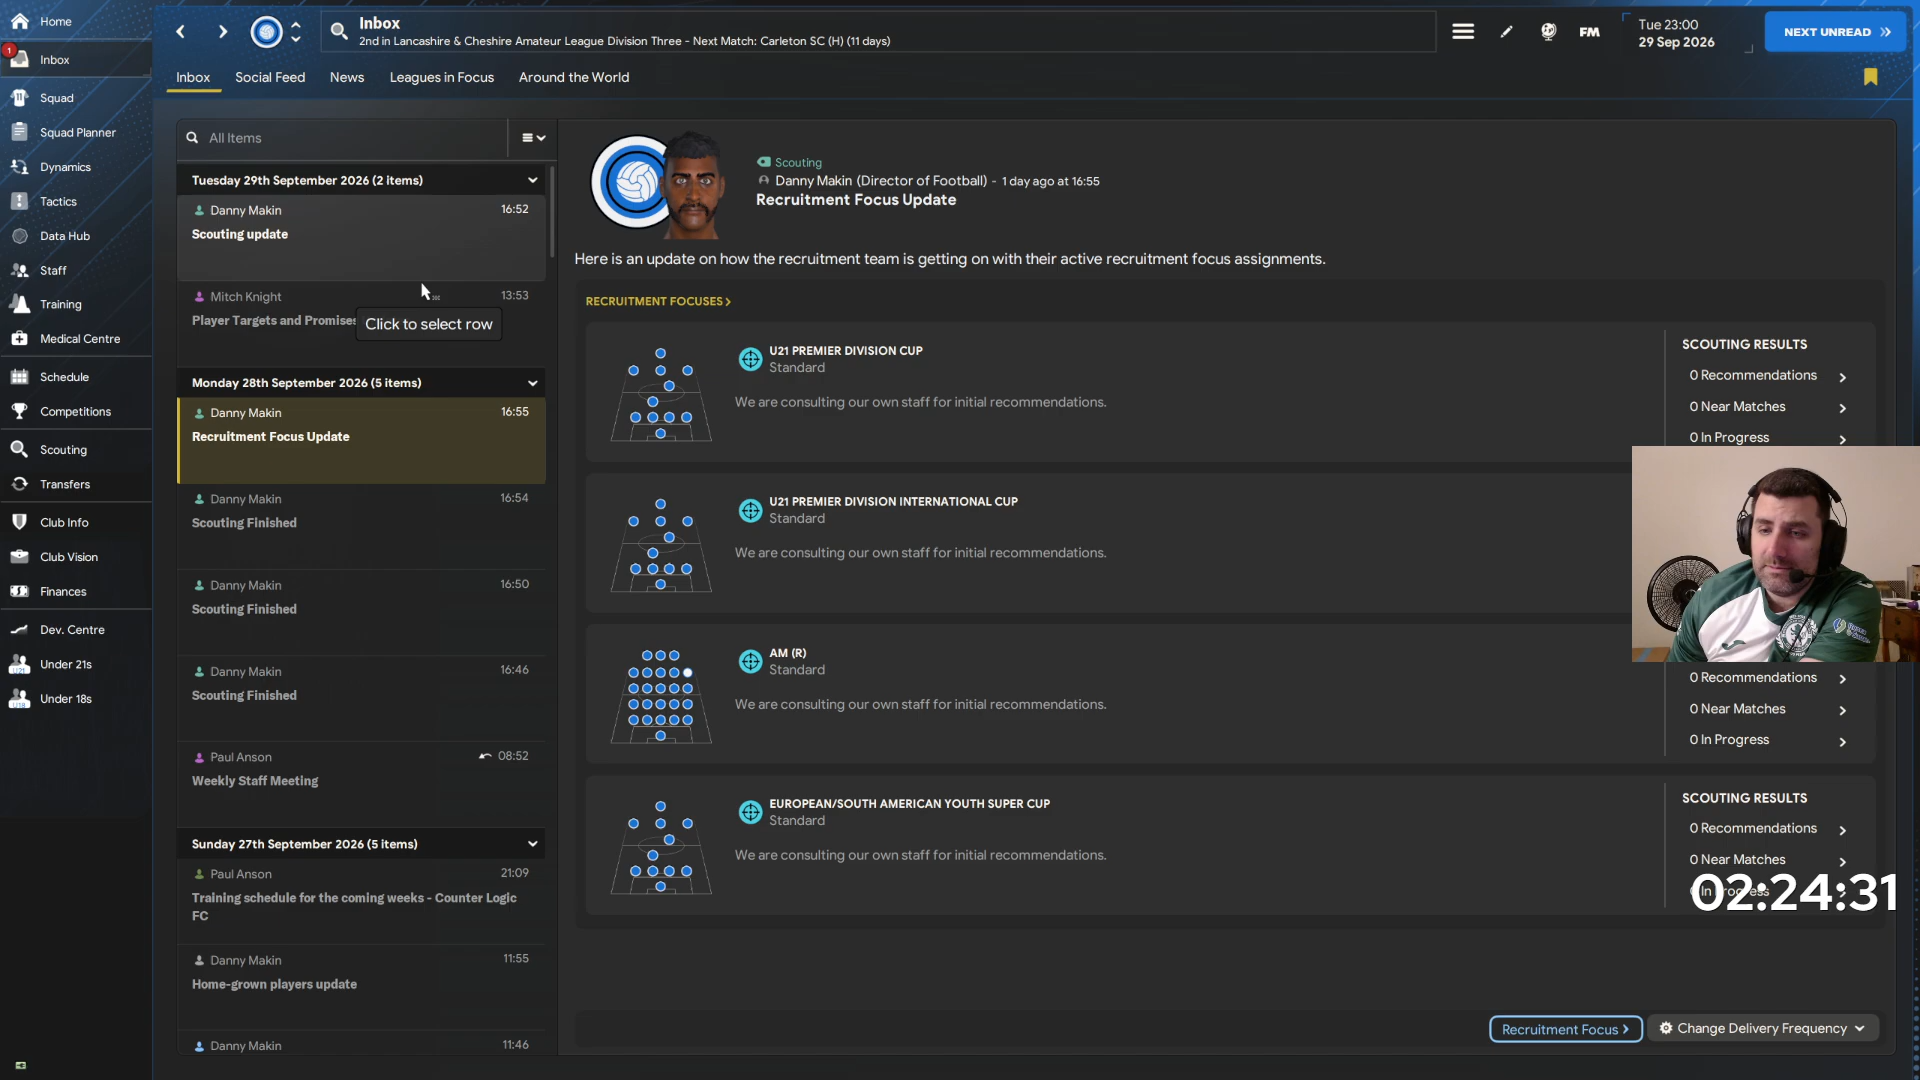 Home
1
Inbox
Squad
Squad Planner
Dynamics
Tactics
Data Hub
Staff
Training
Medical Centre
Schedule
Competitions
Scouting
Transfers
Club Info
Club Vision
Finances
Dev. Centre
Under 21s
Under 18s
Inbox
2nd in Lancashire & Cheshire Amateur League Division Three - Next Match: Carleton SC (H) (11 days)
FM
Tue 23:00
29 Sep 2026
NEXT UNREAD
Inbox
Social Feed
News
Leagues in Focus
Around the World
All Items
Tuesday 29th September 2026 (2 items)
Danny Makin 16:52
Scouting update
Mitch Knight 13:53
Player Targets and Promises
Click to select row
Monday 28th September 2026 (5 items)
Danny Makin 16:55
Recruitment Focus Update
Danny Makin 16:54
Scouting Finished
Danny Makin 16:50
Scouting Finished
Danny Makin 16:46
Scouting Finished
Paul Anson 08:52
Weekly Staff Meeting
Sunday 27th September 2026 (5 items)
Paul Anson 21:09
Training schedule for the coming weeks - Counter Logic
FC
Danny Makin 11:55
Home-grown players update
Danny Makin 11:46
Scouting
Danny Makin (Director of Football) - 1 day ago at 16:55
Recruitment Focus Update
Here is an update on how the recruitment team is getting on with their active recruitment focus assignments.
RECRUITMENT FOCUSES >
U21 PREMIER DIVISION CUP
Standard
We are consulting our own staff for initial recommendations.
SCOUTING RESULTS
0 Recommendations
0 Near Matches
0 In Progress
U21 PREMIER DIVISION INTERNATIONAL CUP
Standard
We are consulting our own staff for initial recommendations.
AM (R)
Standard
We are consulting our own staff for initial recommendations.
0 Recommendations
0 Near Matches
0 In Progress
EUROPEAN/SOUTH AMERICAN YOUTH SUPER CUP
Standard
We are consulting our own staff for initial recommendations.
SCOUTING RESULTS
0 Recommendations
0 Near Matches
02:24:31
Recruitment Focus >
Change Delivery Frequency